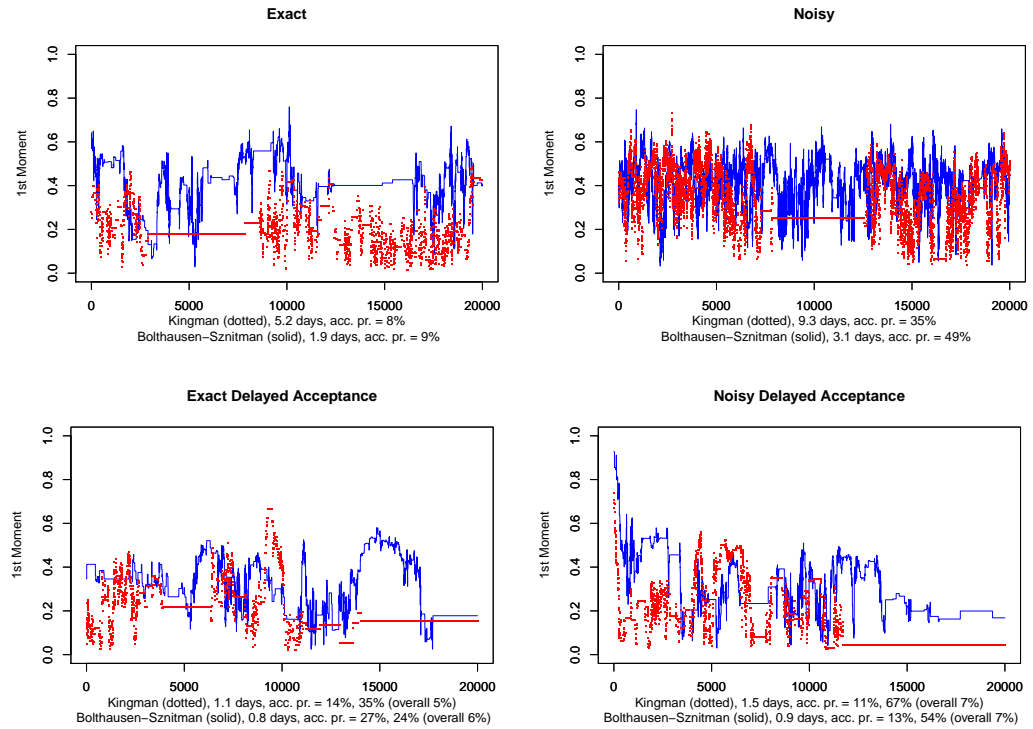 Exact
1st Moment
1.0
0.8
0.6
0.4
0.2
0.0
0 5000 10000 15000 20000
Kingman (dotted), 5.2 days, acc. pr. = 8%
Bolthausen−Sznitman (solid), 1.9 days, acc. pr. = 9%
Noisy
1st Moment
1.0
0.8
0.6
0.4
0.2
0.0
0 5000 10000 15000 20000
Kingman (dotted), 9.3 days, acc. pr. = 35%
Bolthausen−Sznitman (solid), 3.1 days, acc. pr. = 49%
Exact Delayed Acceptance
1st Moment
1.0
0.8
0.6
0.4
0.2
0.0
0 5000 10000 15000 20000
Kingman (dotted), 1.1 days, acc. pr. = 14%, 35% (overall 5%)
Bolthausen−Sznitman (solid), 0.8 days, acc. pr. = 27%, 24% (overall 6%)
Noisy Delayed Acceptance
1st Moment
1.0
0.8
0.6
0.4
0.2
0.0
0 5000 10000 15000 20000
Kingman (dotted), 1.5 days, acc. pr. = 11%, 67% (overall 7%)
Bolthausen−Sznitman (solid), 0.9 days, acc. pr. = 13%, 54% (overall 7%)